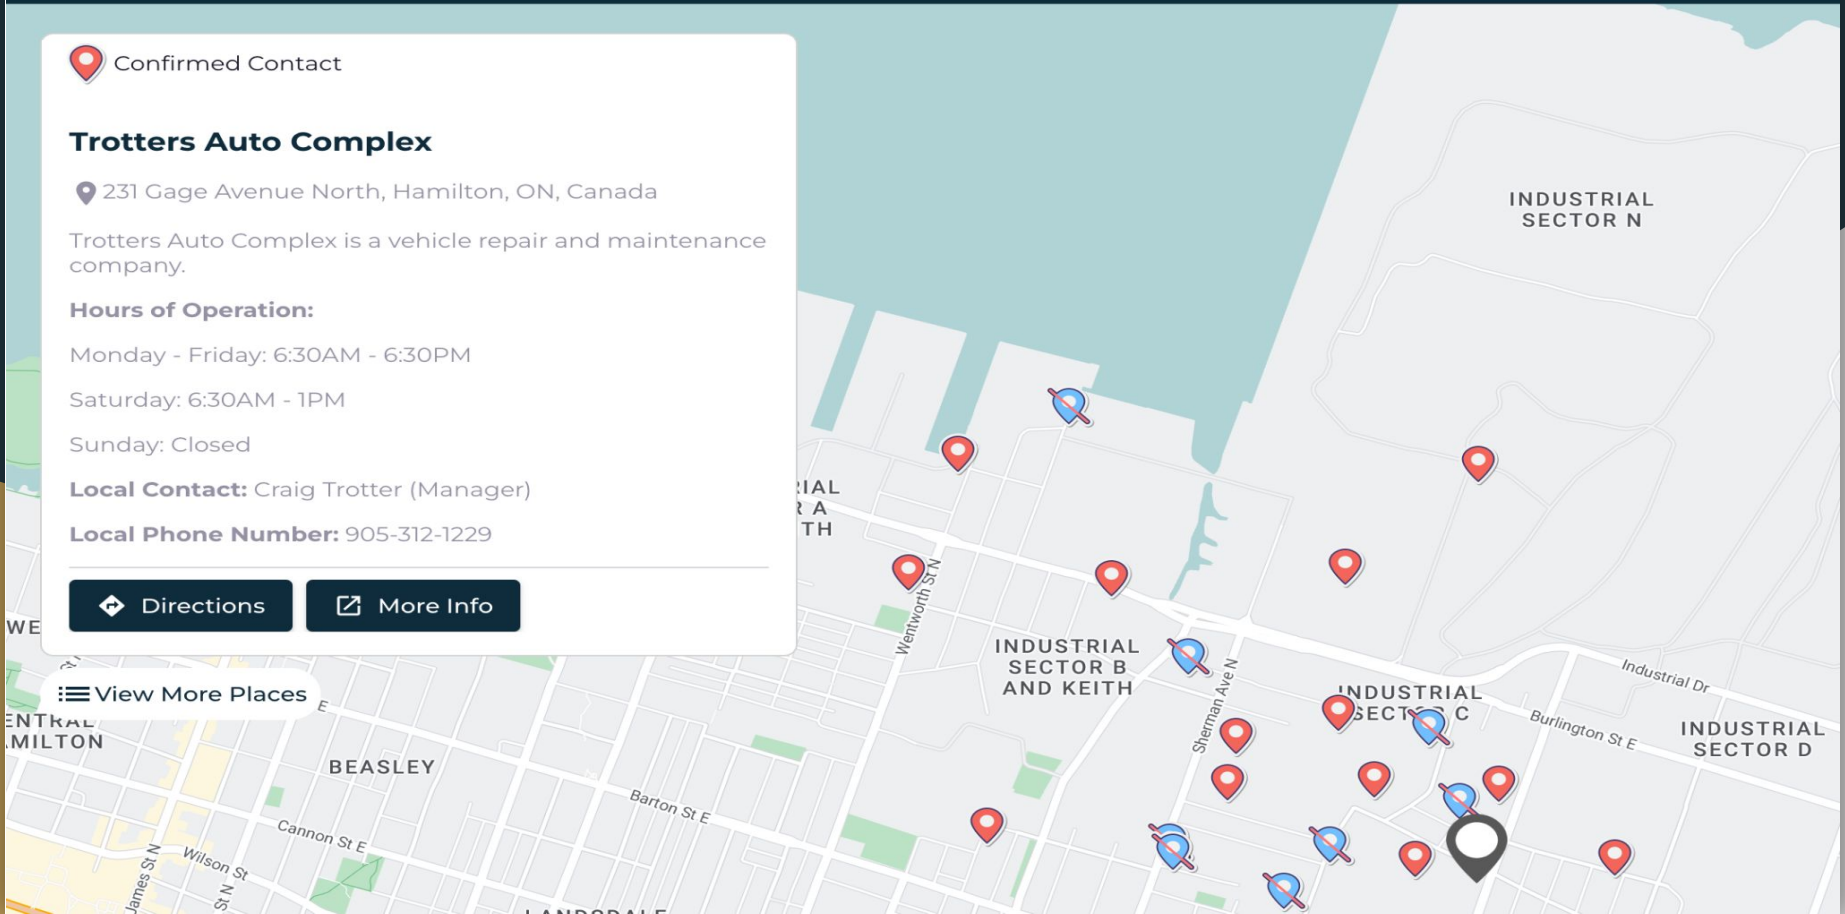 Confirmed Contact
Trotters Auto Complex
231 Gage Avenue North, Hamilton, ON, Canada
Trotters Auto Complex is a vehicle repair and maintenance
company.
Hours of Operation:
Monday - Friday: 6:30AM - 6:30PM
Saturday: 6:30AM - 1PM
Sunday: Closed
Local Contact: Craig Trotter (Manager)
Local Phone Number: 905-312-1229
Directions
More Info
View More Places
INDUSTRIAL
SECTOR N
INDUSTRIAL
SECTOR B
AND KEITH
INDUSTRIAL
SECTOR C
INDUSTRIAL
SECTOR D
Wentworth St N
Sherman Ave N
Industrial Dr
Burlington St E
BEASLEY
Barton St E
Cannon St E
Wilson St
James St N
St N